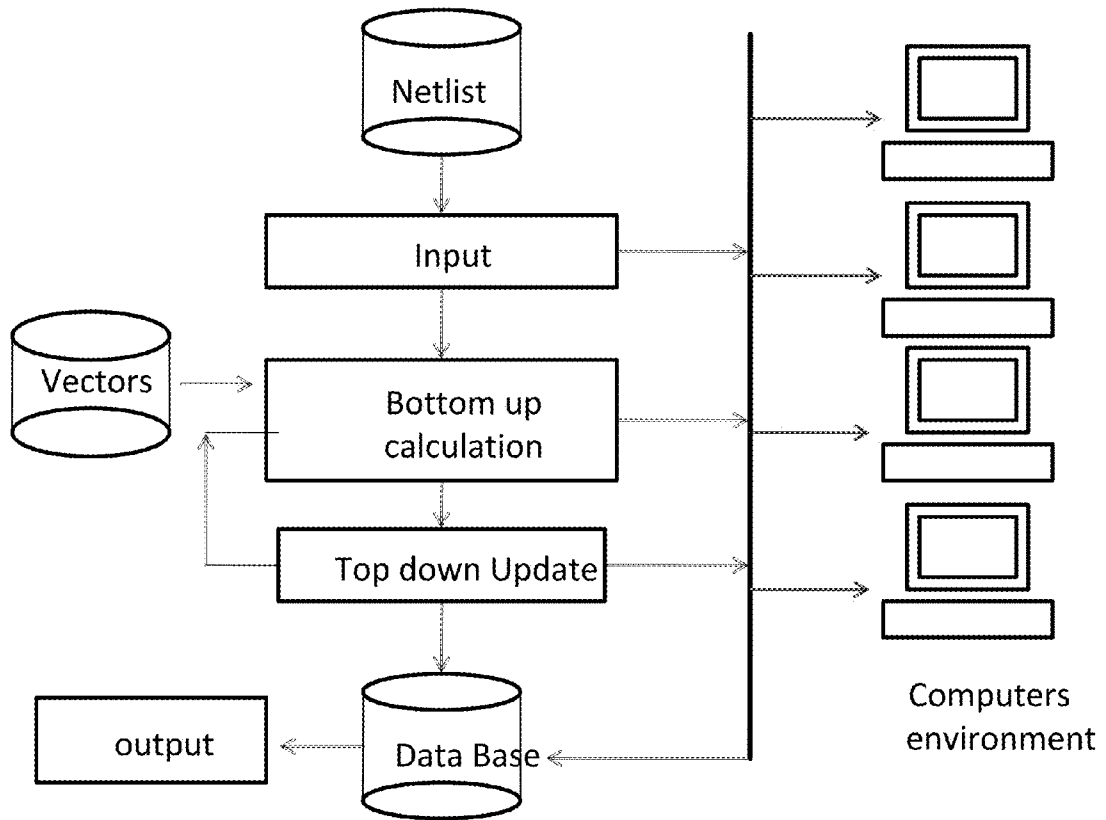 Netlist
Input
Vectors
Bottom up
calculation
Top down Update
Computers
environment
output
Data Base